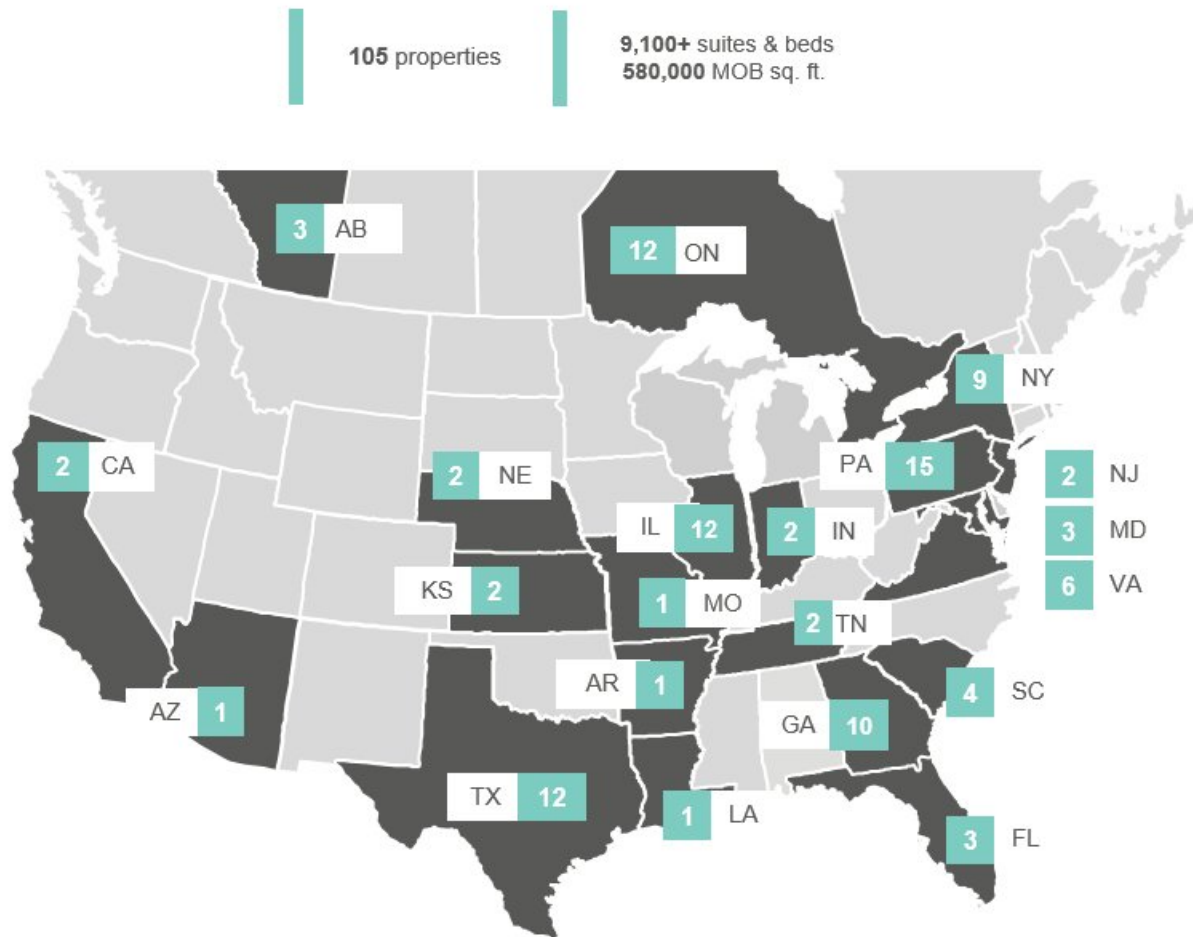 105 properties
9,100+ suites & beds
580,000 MOB sq. ft.
3 AB
12 ON
9 NY
2 CA
2 NE
PA 15
2 NJ
IL 12
2 IN
3 MD
KS 2
1 MO
6 VA
2 TN
AR 1
4 SC
AZ 1
GA 10
TX 12
1 LA
3 FL